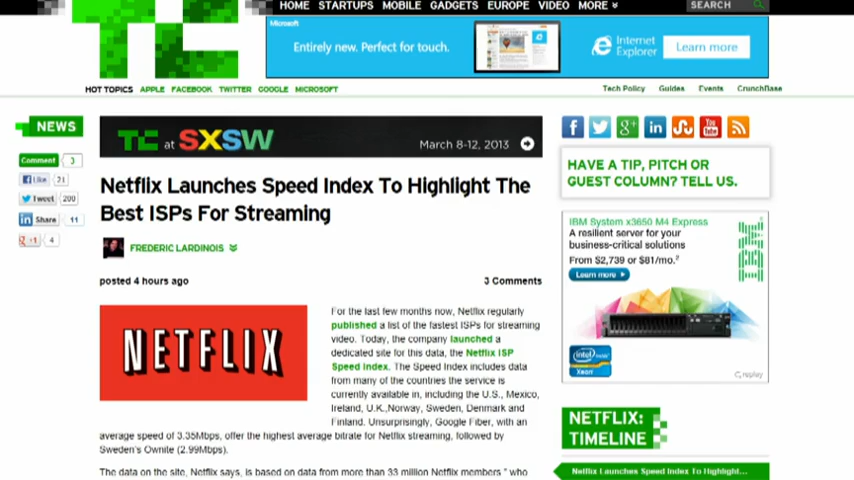 HOME STARTUPS MOBILE GADGETS EUROPE VIDEO MORE SEARCH
Microsoft
Entirely new. Perfect for touch.
Internet Explorer
Learn more
HOT TOPICS APPLE FACEBOOK TWITTER GOOGLE MICROSOFT
Tech Policy Guides Events CrunchBase
NEWS
Comment 3
Like 21
Tweet 200
Share 11
+1 4
TC at SXSW
March 8-12, 2013
Netflix Launches Speed Index To Highlight The
Best ISPs For Streaming
FREDERIC LARDINOIS
posted 4 hours ago
3 Comments
NETFLIX
For the last few months now, Netflix regularly
published a list of the fastest ISPs for streaming
video. Today, the company launched a
dedicated site for this data, the Netflix ISP
Speed Index. The Speed Index includes data
from many of the countries the service is
currently available in, including the U.S., Mexico,
Ireland, U.K.,Norway, Sweden, Denmark and
Finland. Unsurprisingly, Google Fiber, with an
average speed of 3.35Mbps, offer the highest average bitrate for Netflix streaming, followed by
Sweden's Ownite (2.99Mbps).
The data on the site, Netflix says, is based on data from more than 33 million Netflix members " who
HAVE A TIP, PITCH OR
GUEST COLUMN? TELL US.
IBM System x3650 M4 Express
A resilient server for your
business-critical solutions
From $2,739 or $81/mo.²
Learn more
IBM
intel
Xeon
replay
NETFLIX:
TIMELINE
Netflix Launches Speed Index To Highlight...